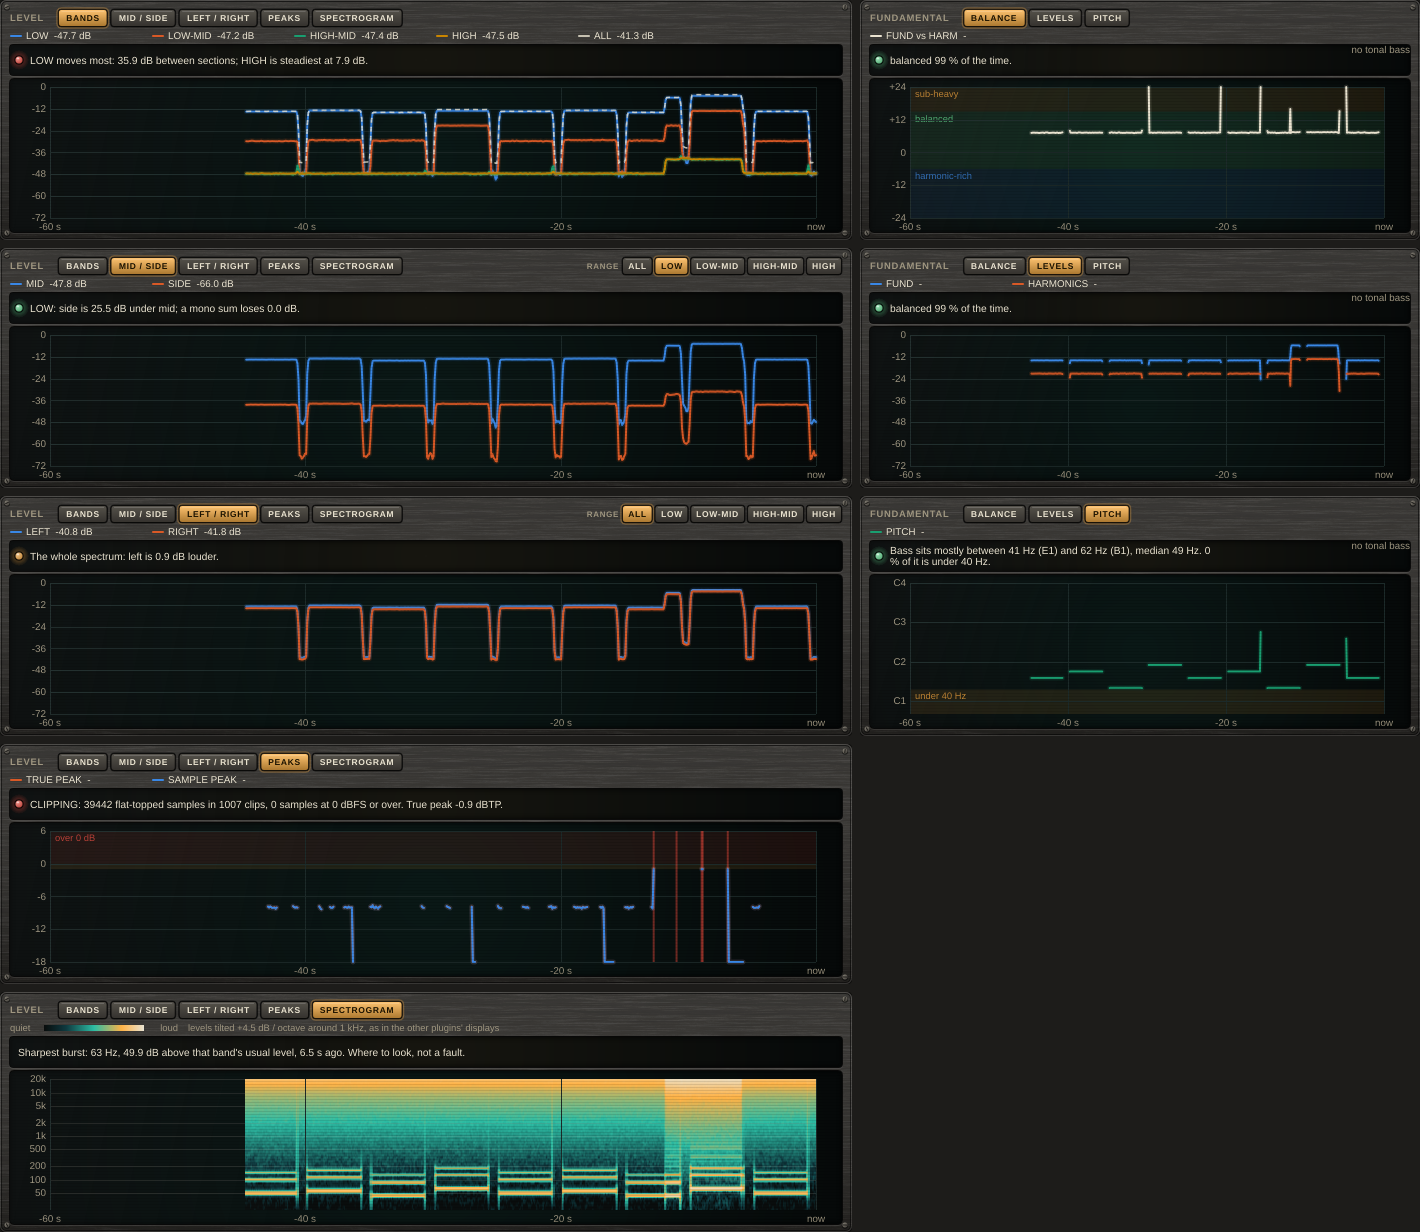 LEVEL BANDS MID / SIDE LEFT / RIGHT PEAKS SPECTROGRAM
LOW -47.7 dB LOW-MID -47.2 dB HIGH-MID -47.4 dB HIGH -47.5 dB ALL -41.3 dB
LOW moves most: 35.9 dB between sections; HIGH is steadiest at 7.9 dB.
0
-12
-24
-36
-48
-60
-72
-60 s -40 s -20 s now
FUNDAMENTAL BALANCE LEVELS PITCH
FUND vs HARM -
no tonal bass
balanced 99 % of the time.
+24
sub-heavy
+12
balanced
0
harmonic-rich
-12
-24
-60 s -40 s -20 s now
LEVEL BANDS MID / SIDE LEFT / RIGHT PEAKS SPECTROGRAM RANGE ALL LOW LOW-MID HIGH-MID HIGH
MID -47.8 dB SIDE -66.0 dB
LOW: side is 25.5 dB under mid; a mono sum loses 0.0 dB.
0
-12
-24
-36
-48
-60
-72
-60 s -40 s -20 s now
FUNDAMENTAL BALANCE LEVELS PITCH
FUND - HARMONICS -
no tonal bass
balanced 99 % of the time.
0
-12
-24
-36
-48
-60
-72
-60 s -40 s -20 s now
LEVEL BANDS MID / SIDE LEFT / RIGHT PEAKS SPECTROGRAM RANGE ALL LOW LOW-MID HIGH-MID HIGH
LEFT -40.8 dB RIGHT -41.8 dB
The whole spectrum: left is 0.9 dB louder.
0
-12
-24
-36
-48
-60
-72
-60 s -40 s -20 s now
FUNDAMENTAL BALANCE LEVELS PITCH
PITCH -
no tonal bass
Bass sits mostly between 41 Hz (E1) and 62 Hz (B1), median 49 Hz. 0
% of it is under 40 Hz.
C4
C3
C2
under 40 Hz
C1
-60 s -40 s -20 s now
LEVEL BANDS MID / SIDE LEFT / RIGHT PEAKS SPECTROGRAM
TRUE PEAK - SAMPLE PEAK -
CLIPPING: 39442 flat-topped samples in 1007 clips, 0 samples at 0 dBFS or over. True peak -0.9 dBTP.
6
over 0 dB
0
-6
-12
-18
-60 s -40 s -20 s now
LEVEL BANDS MID / SIDE LEFT / RIGHT PEAKS SPECTROGRAM
quiet loud levels tilted +4.5 dB / octave around 1 kHz, as in the other plugins' displays
Sharpest burst: 63 Hz, 49.9 dB above that band's usual level, 6.5 s ago. Where to look, not a fault.
20k
10k
5k
2k
1k
500
200
100
50
-60 s -40 s -20 s now